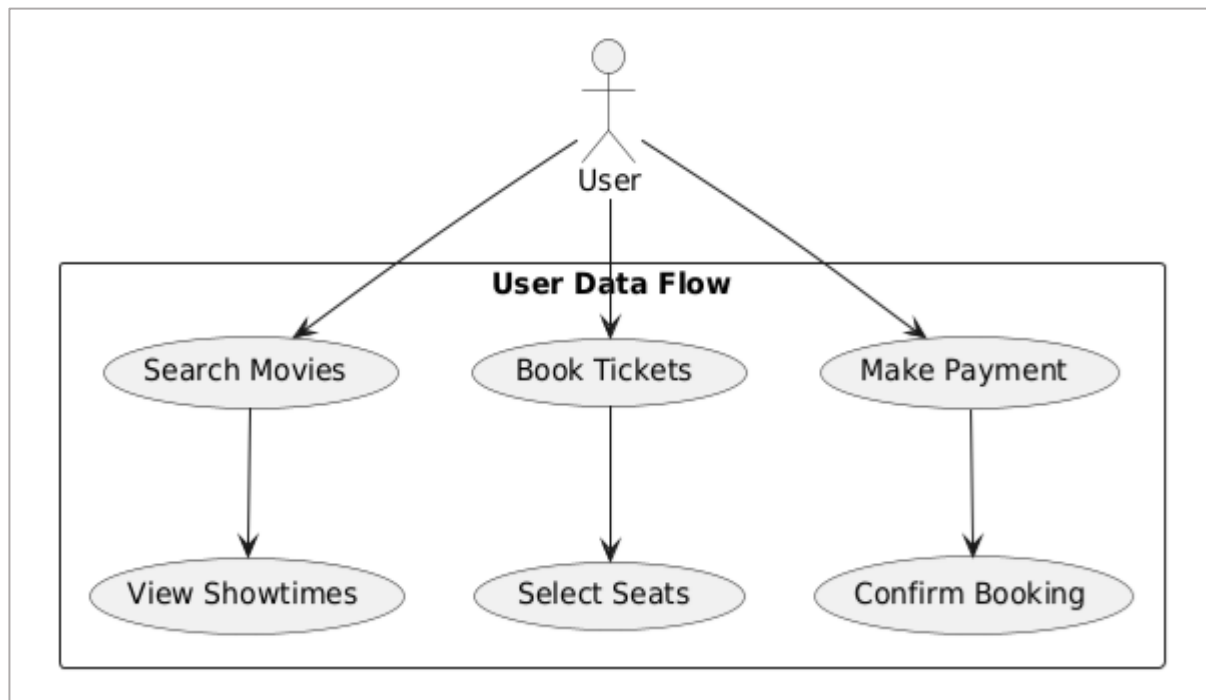 User
User Data Flow
Search Movies
Book Tickets
Make Payment
View Showtimes
Select Seats
Confirm Booking